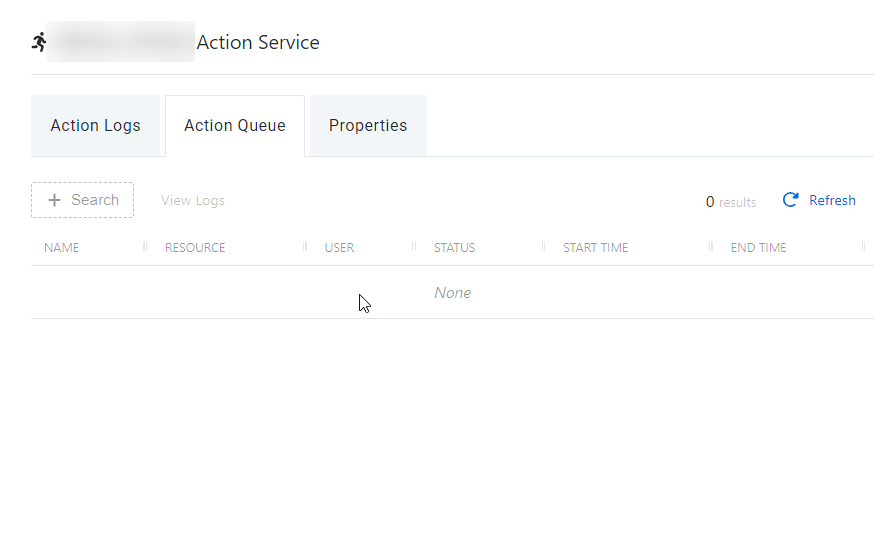 Action Service
Action Logs Action Queue Properties
+ Search View Logs 0 results Refresh
NAME RESOURCE USER STATUS START TIME END TIME
None